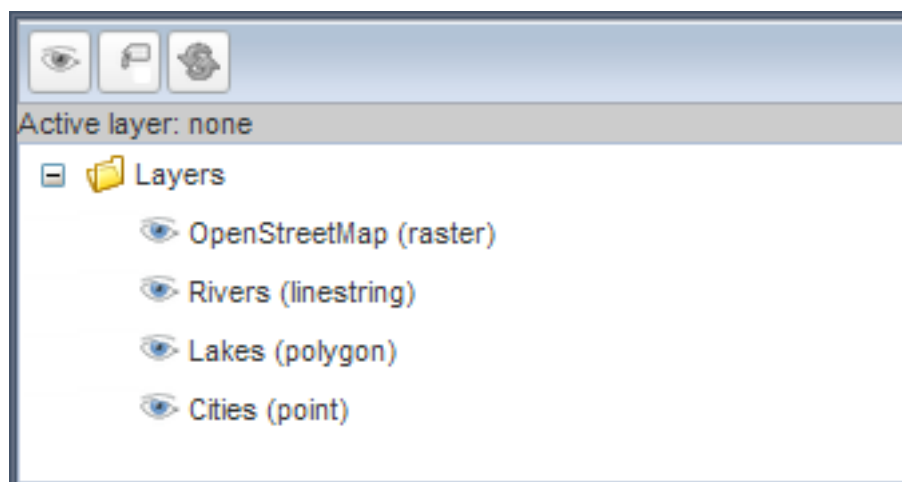 Active layer: none
Layers
OpenStreetMap (raster)
Rivers (linestring)
Lakes (polygon)
Cities (point)